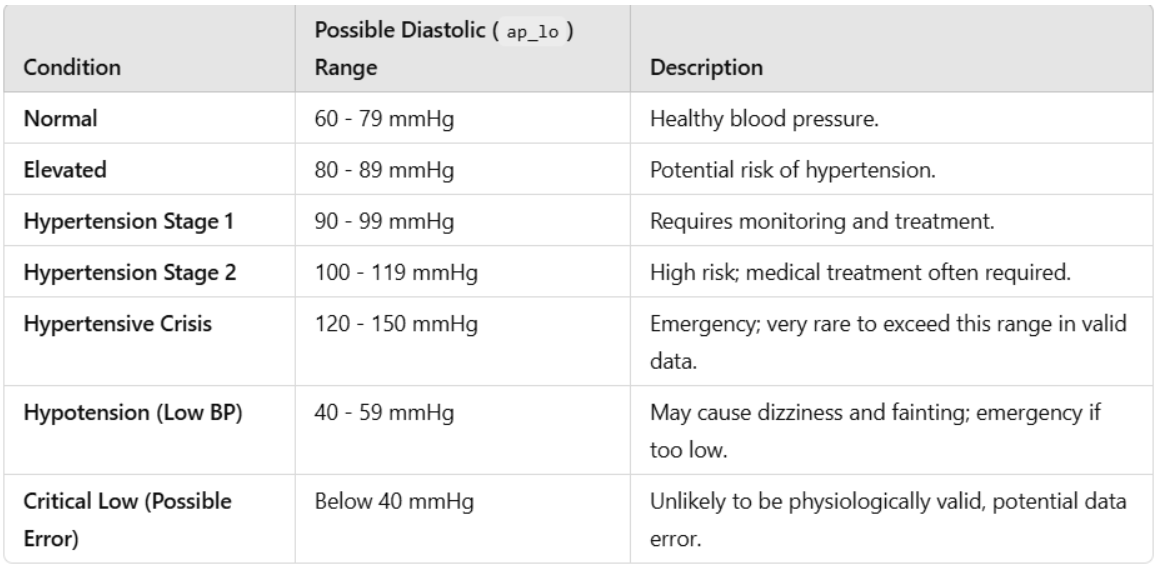 Possible Diastolic ( ap_lo )
Condition Range Description
Normal 60 - 79 mmHg Healthy blood pressure.
Elevated 80 - 89 mmHg Potential risk of hypertension.
Hypertension Stage 1 90 - 99 mmHg Requires monitoring and treatment.
Hypertension Stage 2 100 - 119 mmHg High risk; medical treatment often required.
Hypertensive Crisis 120 - 150 mmHg Emergency; very rare to exceed this range in valid
data.
Hypotension (Low BP) 40 - 59 mmHg May cause dizziness and fainting; emergency if
too low.
Critical Low (Possible Below 40 mmHg Unlikely to be physiologically valid, potential data
Error) error.